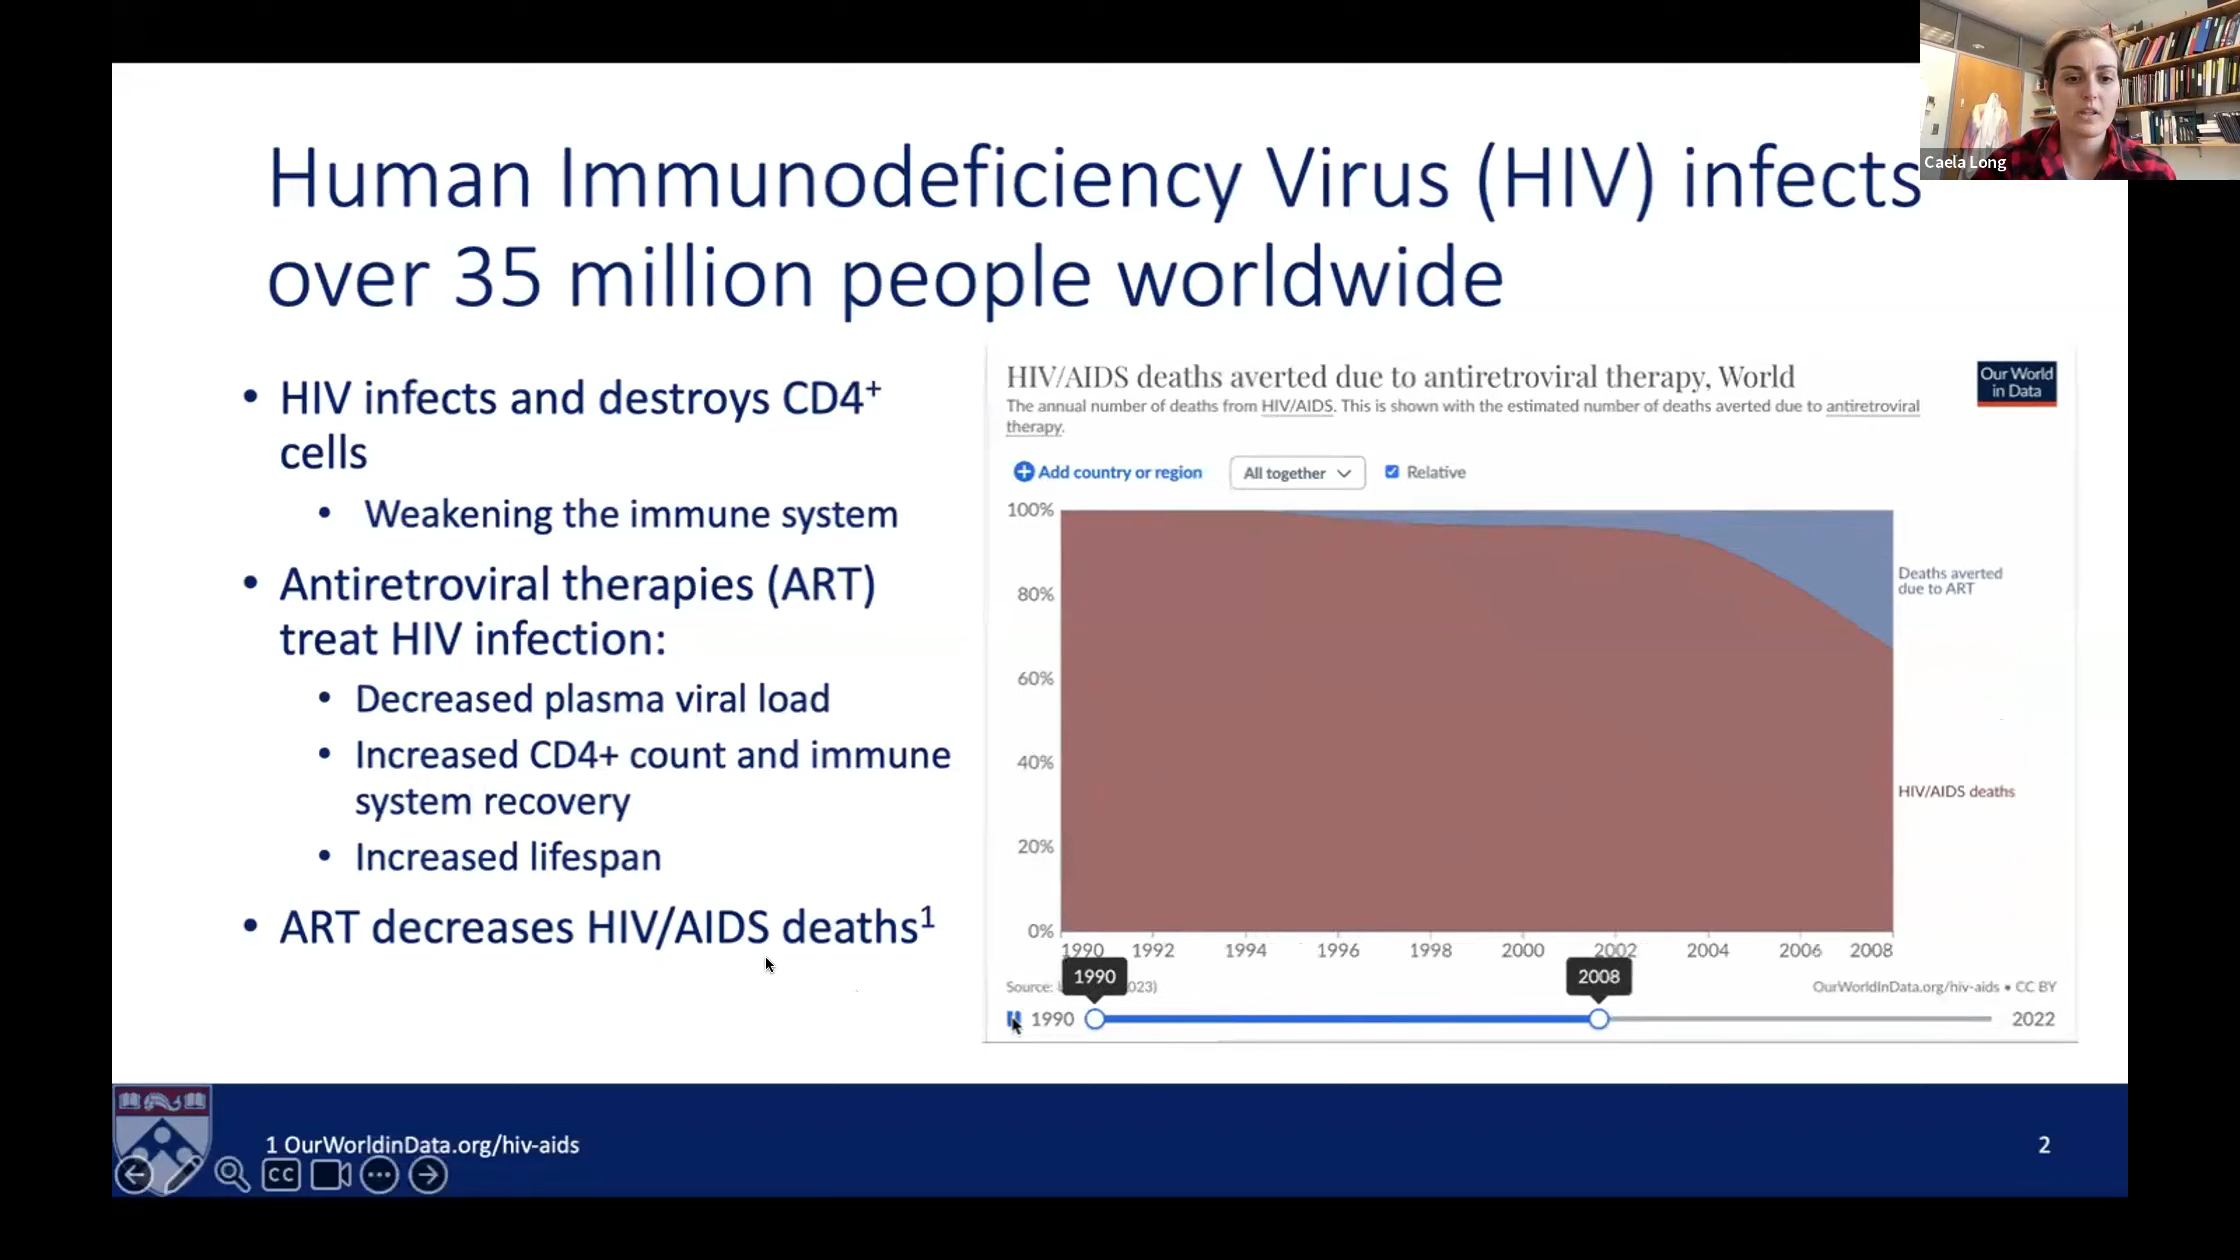 Human Immunodeficiency Virus (HIV) infects
over 35 million people worldwide
Caela Long
• HIV infects and destroys CD4⁺
cells
• Weakening the immune system
• Antiretroviral therapies (ART)
treat HIV infection:
• Decreased plasma viral load
• Increased CD4+ count and immune
system recovery
• Increased lifespan
• ART decreases HIV/AIDS deaths¹
HIV/AIDS deaths averted due to antiretroviral therapy, World
The annual number of deaths from HIV/AIDS. This is shown with the estimated number of deaths averted due to antiretroviral
therapy.
Our World
in Data
Add country or region
All together
Relative
100%
80%
60%
40%
20%
0%
Deaths averted
due to ART
HIV/AIDS deaths
1990 1992 1994 1996 1998 2000 2002 2004 2006 2008
1990
2008
Source: 023)
OurWorldInData.org/hiv-aids • CC BY
1990
2022
1 OurWorldinData.org/hiv-aids
2
CC